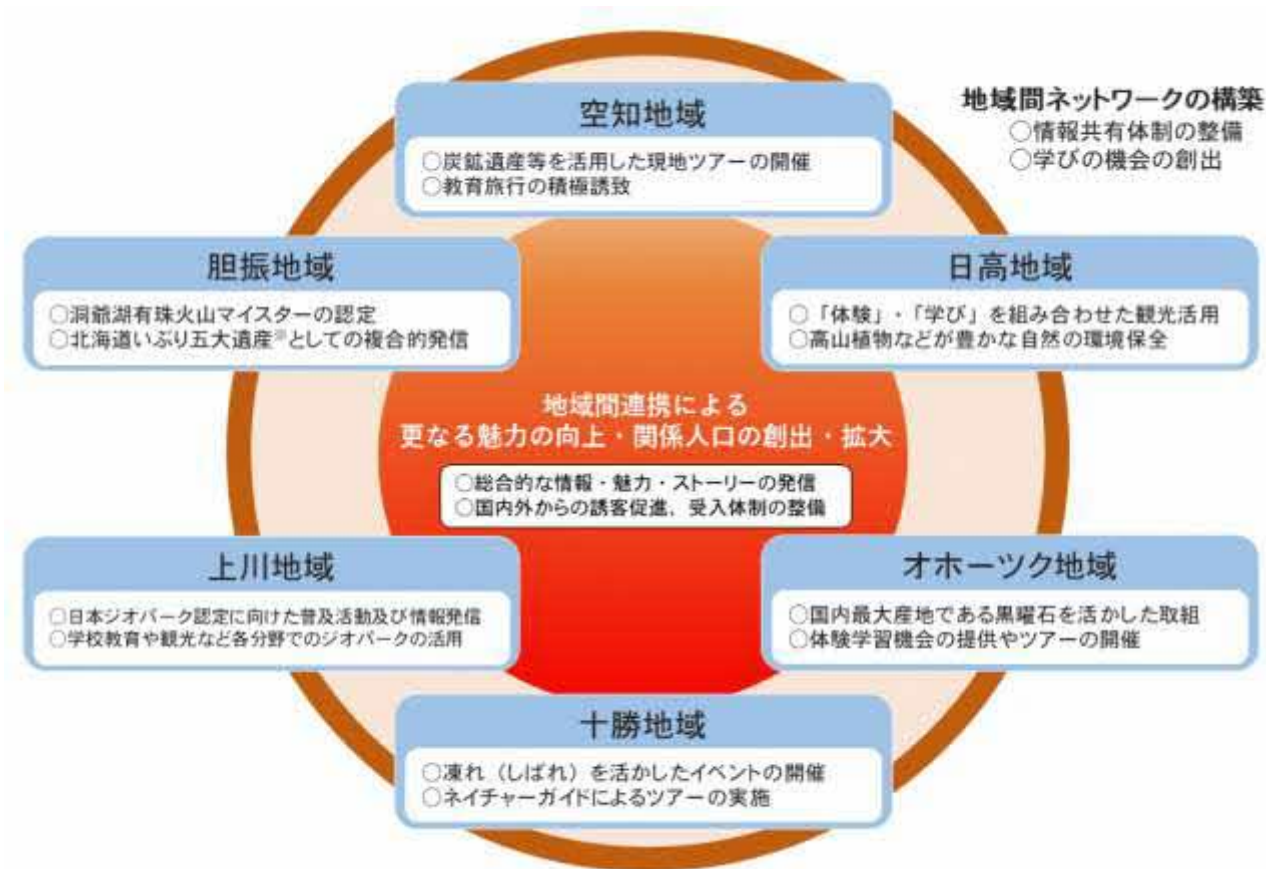 空知地域
○炭鉱遺産等を活用した現地ツアーの開催
○教育旅行の積極誘致
地域間ネットワークの構築
○情報共有体制の整備
○学びの機会の創出
胆振地域
○洞爺湖有珠火山マイスターの認定
○北海道いぶり五大遺産※としての複合的発信
日高地域
○「体験」・「学び」を組み合わせた観光活用
○高山植物などが豊かな自然の環境保全
地域間連携による
更なる魅力の向上・関係人口の創出・拡大
○総合的な情報・魅力・ストーリーの発信
○国内外からの誘客促進、受入体制の整備
上川地域
○日本ジオパーク認定に向けた普及活動及び情報発信
○学校教育や観光など各分野でのジオパークの活用
オホーツク地域
○国内最大産地である黒曜石を活かした取組
○体験学習機会の提供やツアーの開催
十勝地域
○凍れ（しばれ）を活かしたイベントの開催
○ネイチャーガイドによるツアーの実施